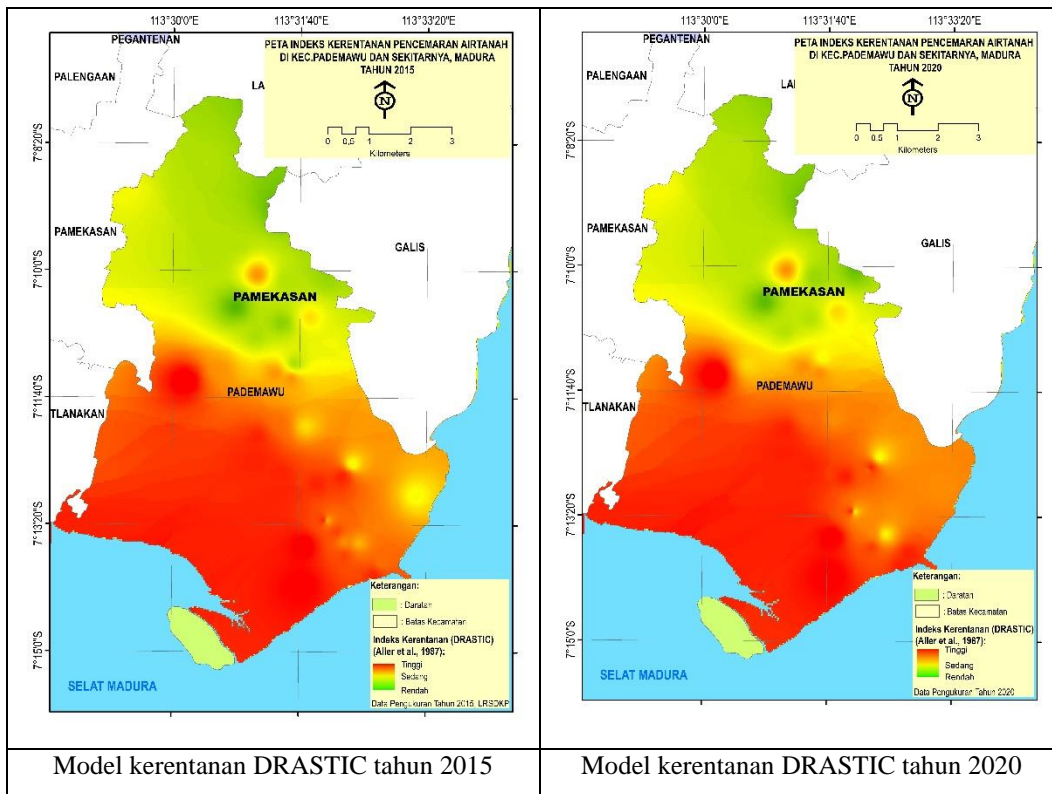 113°30'0"E 113°31'40"E 113°33'20"E
PEGANTENAN
PALENGAAN
LA
PETA INDEKS KERENTANAN PENCEMARAN AIRTANAH
DI KEC.PADEMAWU DAN SEKITARNYA, MADURA
TAHUN 2015
N
0 0,5 1 2 3
Kilometers
7°8'20"S
PAMEKASAN
GALIS
7°10'0"S
PAMEKASAN
7°11'40"S
PADEMAWU
TLANAKAN
7°13'20"S
7°15'0"S
SELAT MADURA
Keterangan:
: Daratan
: Batas Kecamatan
Indeks Kerentanan (DRASTIC)
(Aller et al., 1987):
Tinggi
Sedang
Rendah
Data Pengukuran Tahun 2015, LRSDKP
Model kerentanan DRASTIC tahun 2015
113°30'0"E 113°31'40"E 113°33'20"E
PEGANTENAN
PALENGAAN
LA
PETA INDEKS KERENTANAN PENCEMARAN AIRTANAH
DI KEC.PADEMAWU DAN SEKITARNYA, MADURA
TAHUN 2020
N
0 0,5 1 2 3
Kilometers
7°8'20"S
PAMEKASAN
GALIS
7°10'0"S
PAMEKASAN
7°11'40"S
PADEMAWU
TLANAKAN
7°13'20"S
7°15'0"S
SELAT MADURA
Keterangan:
: Daratan
: Batas Kecamatan
Indeks Kerentanan (DRASTIC)
(Aller et al., 1987):
Tinggi
Sedang
Rendah
Data Pengukuran Tahun 2020
Model kerentanan DRASTIC tahun 2020